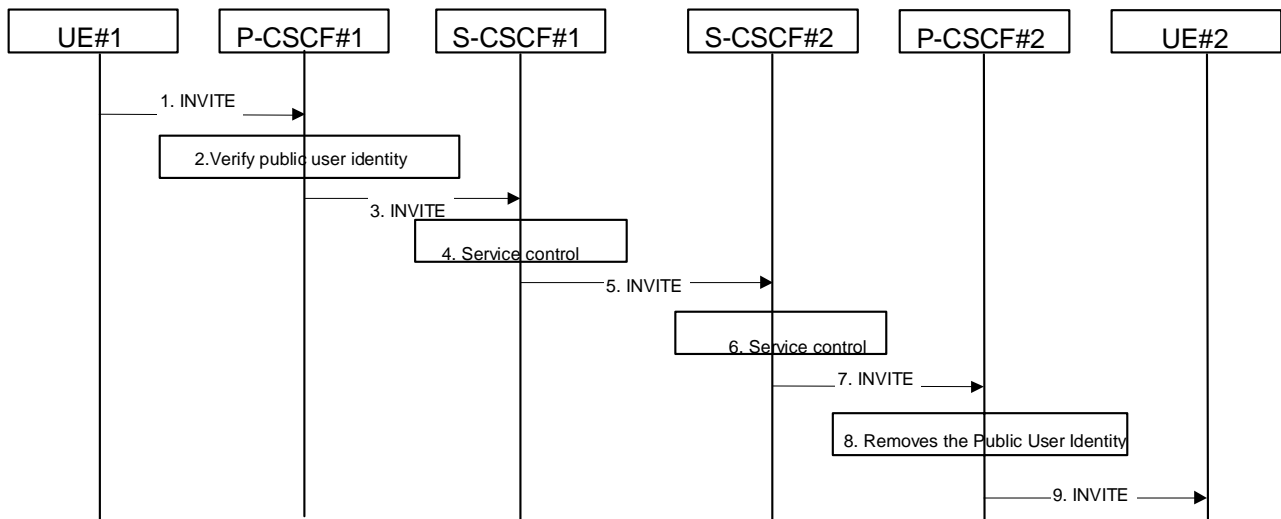 UE#1
P-CSCF#1
S-CSCF#1
S-CSCF#2
P-CSCF#2
UE#2
1. INVITE
2.Verify public user identity
3. INVITE
4. Service control
5. INVITE
6. Service control
7. INVITE
8. Removes the Public User Identity
9. INVITE